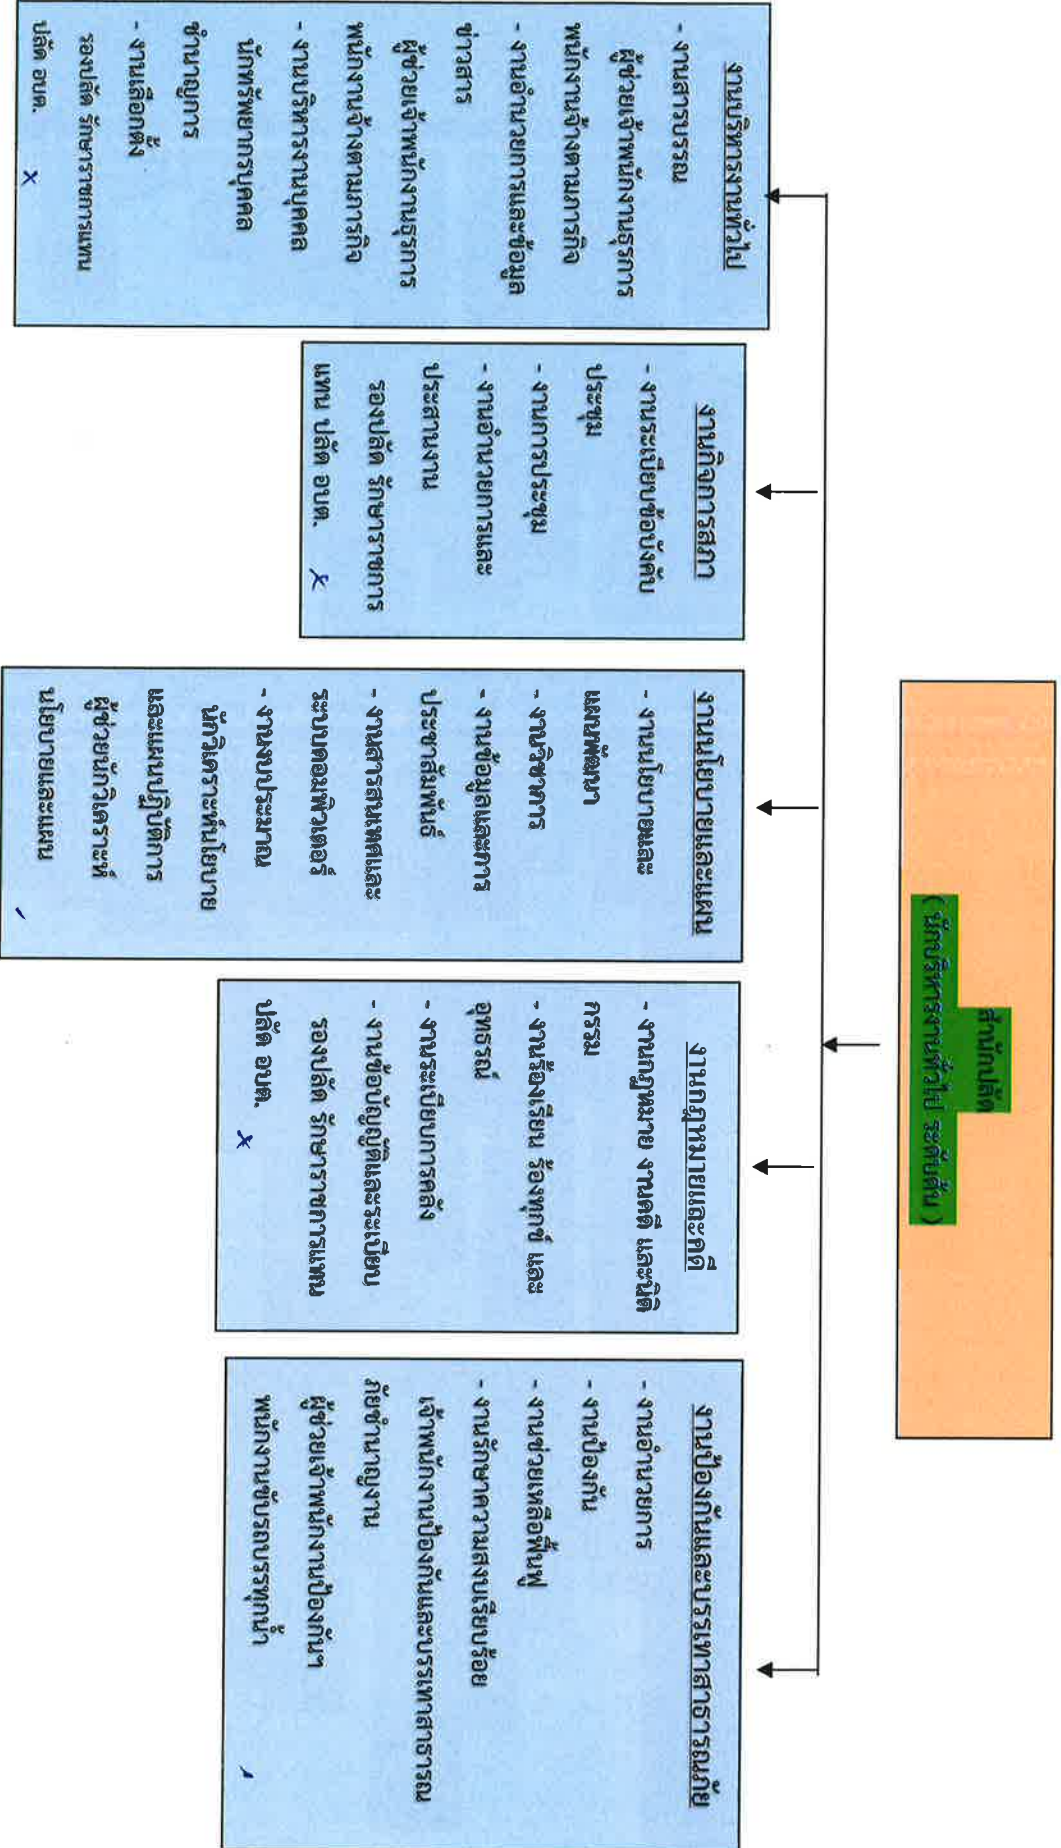 สำนักปลัด
( นักบริหารงานทั่วไป ระดับต้น )
งานบริหารงานทั่วไป
- งานสารบรรณ
ผู้ช่วยเจ้าพนักงานธุรการ
พนักงานจ้างตามภารกิจ
- งานอำนวยการและข้อมูล
ข่าวสาร
ผู้ช่วยเจ้าพนักงานธุรการ
พนักงานจ้างตามภารกิจ
- งานบริหารงานบุคคล
นักทรัพยากรบุคคล
ชำนาญการ
- งานเลือกตั้ง
รองปลัด รักษาราชการแทน
ปลัด อบต.
งานกิจการสภา
- งานระเบียบข้อบังคับ
ประชุม
- งานการประชุม
- งานอำนวยการและ
ประสานงาน
รองปลัด รักษาราชการ
แทน ปลัด อบต.
งานนโยบายและแผน
- งานนโยบายและ
แผนพัฒนา
- งานวิชาการ
- งานข้อมูลและการ
ประชาสัมพันธ์
- งานสารสนเทศและ
ระบบคอมพิวเตอร์
- งานงบประมาณ
นักวิเคราะห์นโยบาย
และแผนปฏิบัติการ
ผู้ช่วยนักวิเคราะห์
นโยบายและแผน
งานกฎหมายและคดี
- งานกฎหมาย งานคดี และนิติ
กรรม
- งานร้องเรียน ร้องทุกข์ และ
อุทธรณ์
- งานระเบียบการคลัง
- งานข้อบัญญัติและระเบียบ
รองปลัด รักษาราชการแทน
ปลัด อบต.
งานป้องกันและบรรเทาสาธารณภัย
- งานอำนวยการ
- งานป้องกัน
- งานช่วยเหลือฟื้นฟู
- งานรักษาความสงบเรียบร้อย
เจ้าพนักงานป้องกันและบรรเทาสาธารณ
ภัยชำนาญงาน
ผู้ช่วยเจ้าพนักงานป้องกันฯ
พนักงานขับรถบรรทุกน้ำ